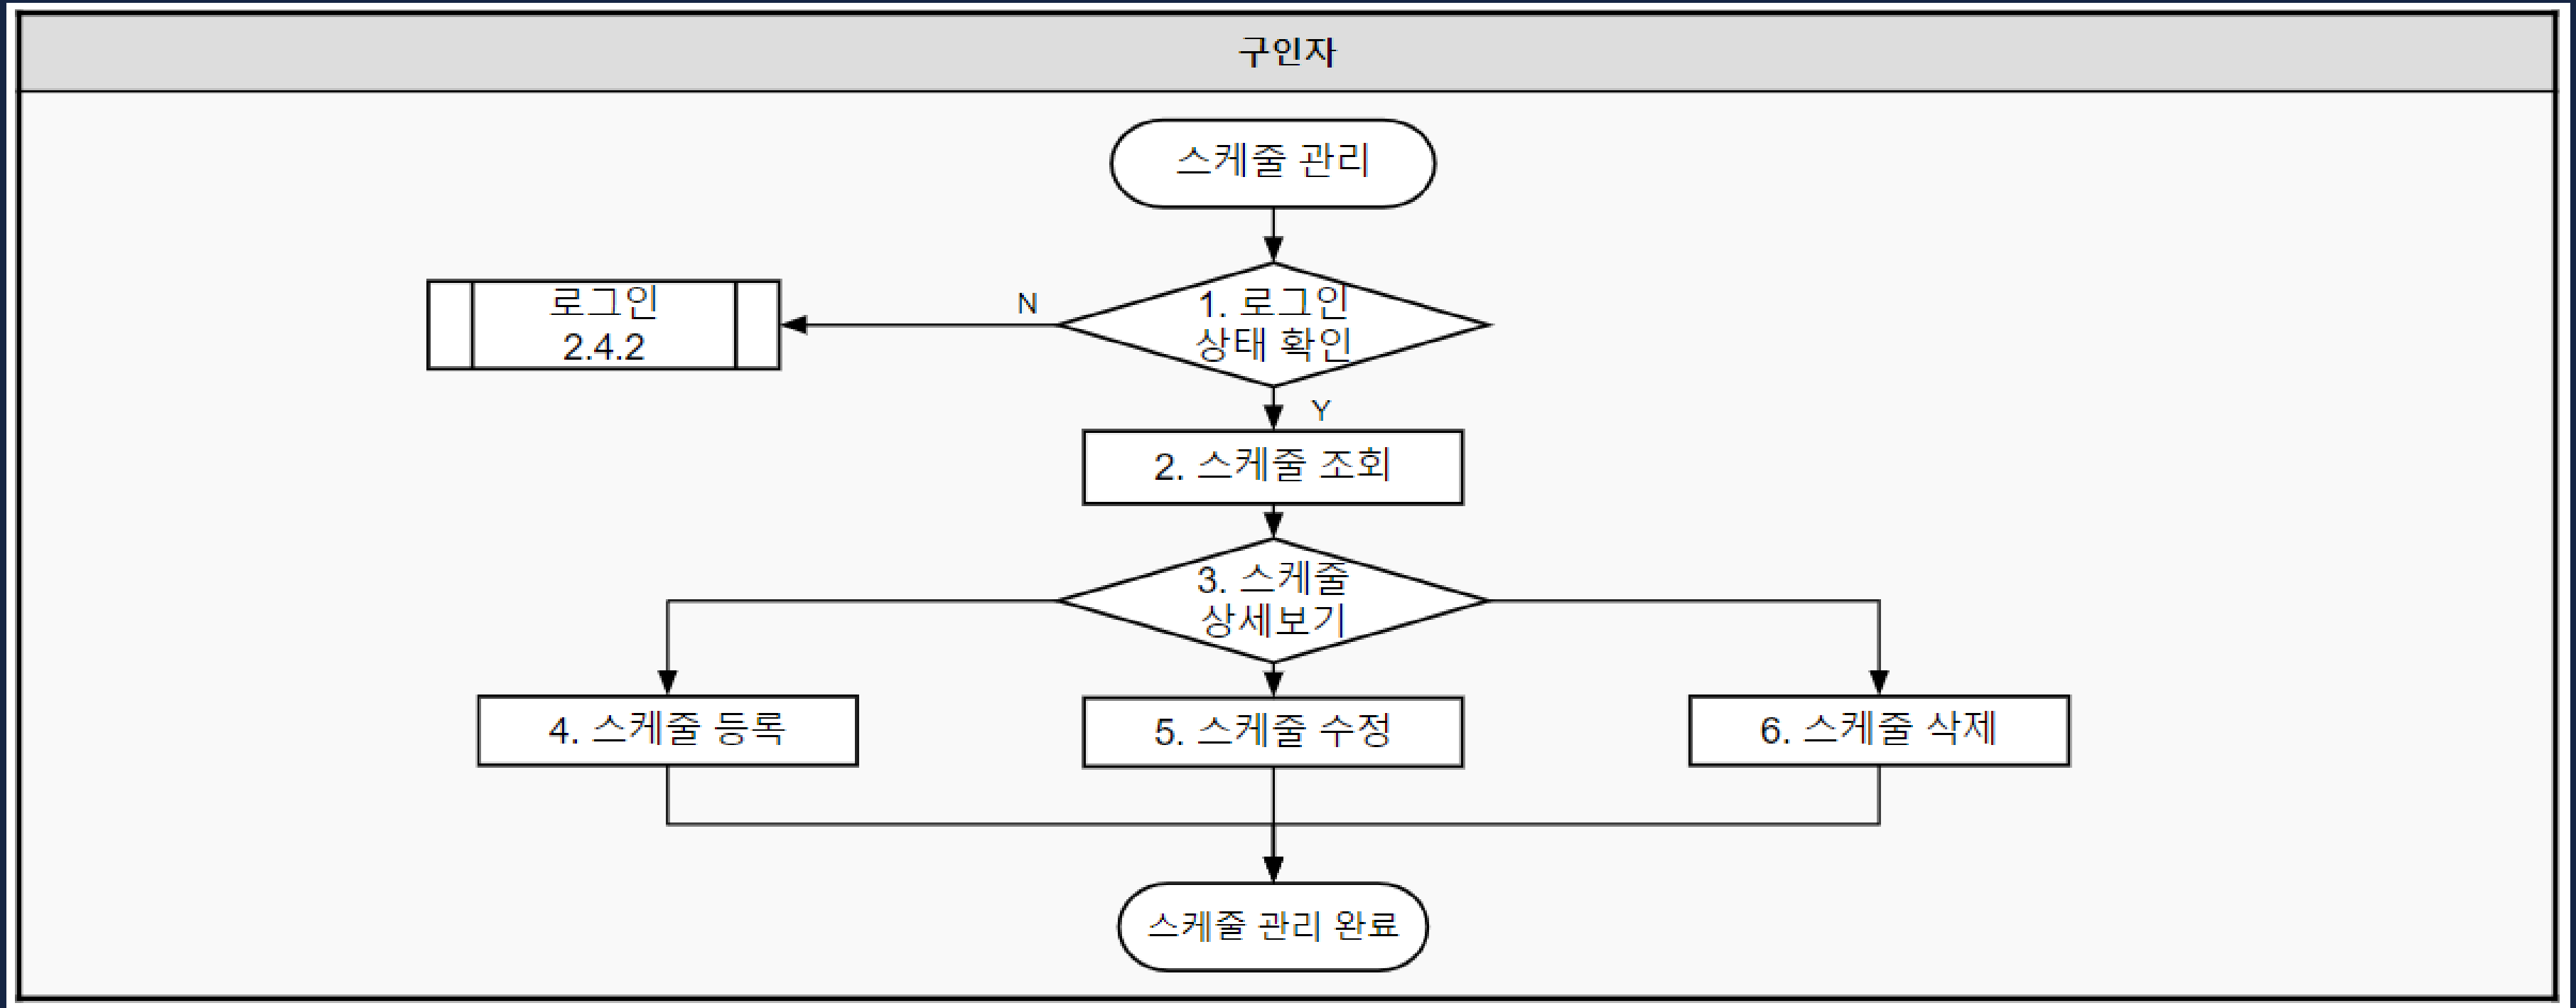 구인자
스케줄 관리
로그인
2.4.2
N
1. 로그인
상태 확인
Y
2. 스케줄 조회
3. 스케줄
상세보기
4. 스케줄 등록
5. 스케줄 수정
6. 스케줄 삭제
스케줄 관리 완료